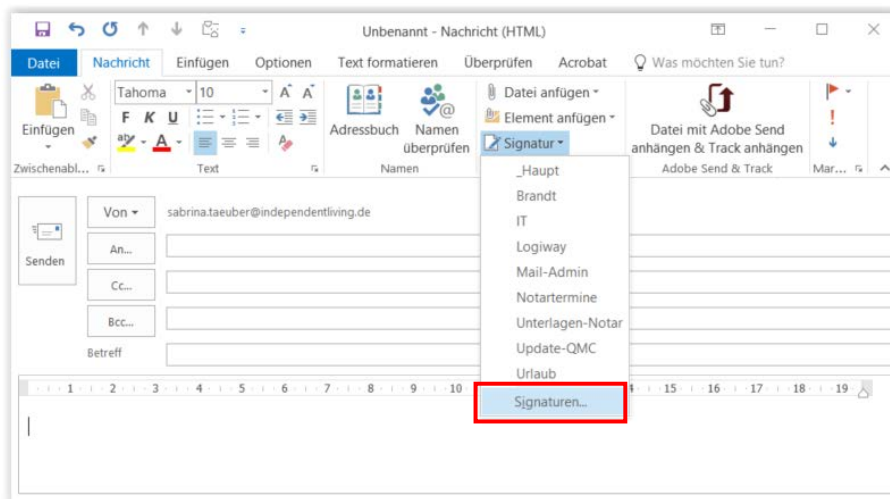 Unbenannt - Nachricht (HTML)
Datei Nachricht Einfügen Optionen Text formatieren Überprüfen Acrobat Was möchten Sie tun?
Einfügen
Tahoma 10
F K U
Adressbuch
Namen
überprüfen
Datei anfügen
Element anfügen
Signatur
Datei mit Adobe Send
anhängen & Track anhängen
Zwischenabl... Text Namen Adobe Send & Track Mar...
_Haupt
Brandt
IT
Logiway
Mail-Admin
Notartermine
Unterlagen-Notar
Update-QMC
Urlaub
Signaturen...
Senden
Von sabrina.taeuber@independentliving.de
An...
Cc...
Bcc...
Betreff
1 2 3 4 5 6 7 8 9 10 4 15 16 17 18 19